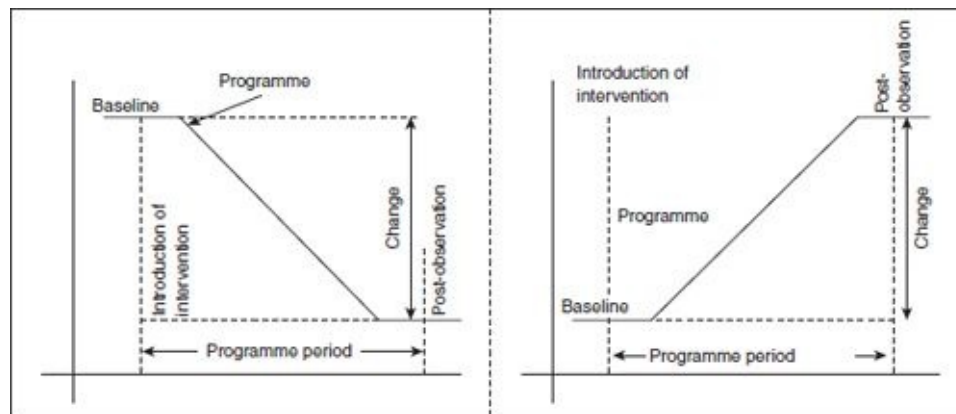 Programme
Baseline
Introduction of
intervention
Change
Post-observation
Programme period
Introduction of
intervention
Post-
observation
Programme
Change
Baseline
Programme period